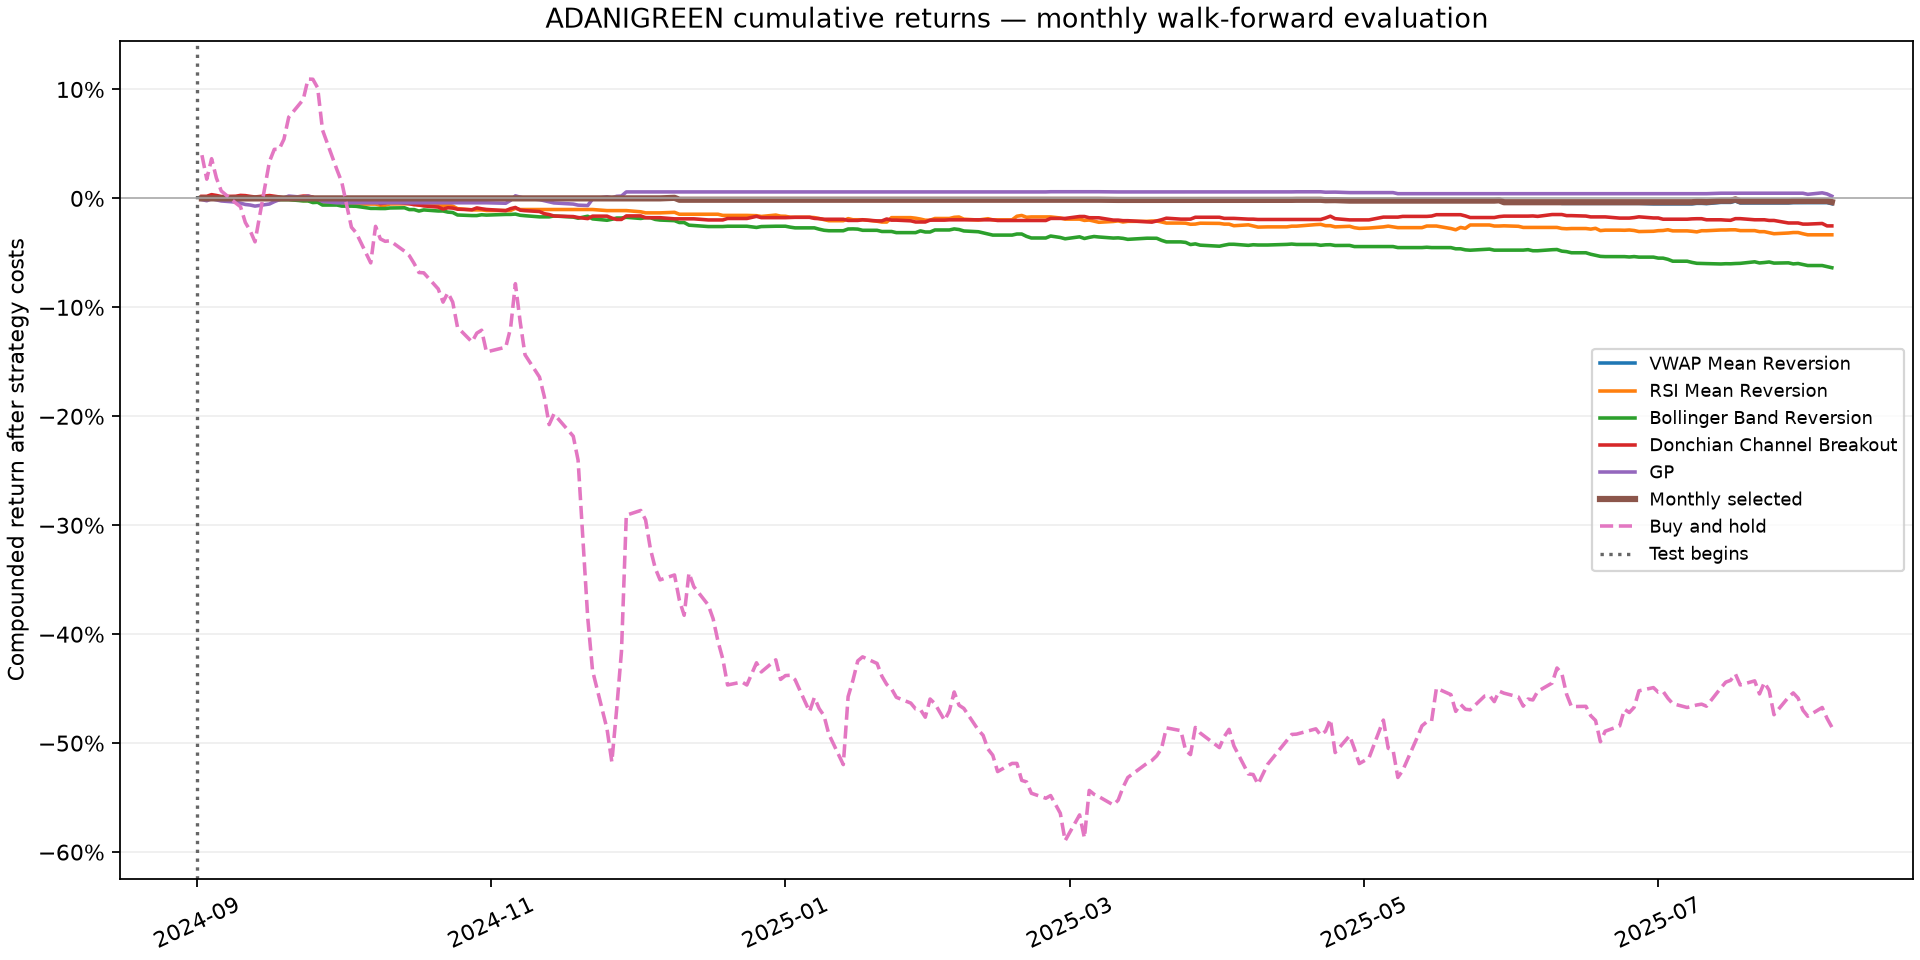 ADANIGREEN cumulative returns — monthly walk-forward evaluation
Compounded return after strategy costs
10%
0%
−10%
−20%
−30%
−40%
−50%
−60%
VWAP Mean Reversion
RSI Mean Reversion
Bollinger Band Reversion
Donchian Channel Breakout
GP
Monthly selected
Buy and hold
Test begins
2024-09
2024-11
2025-01
2025-03
2025-05
2025-07